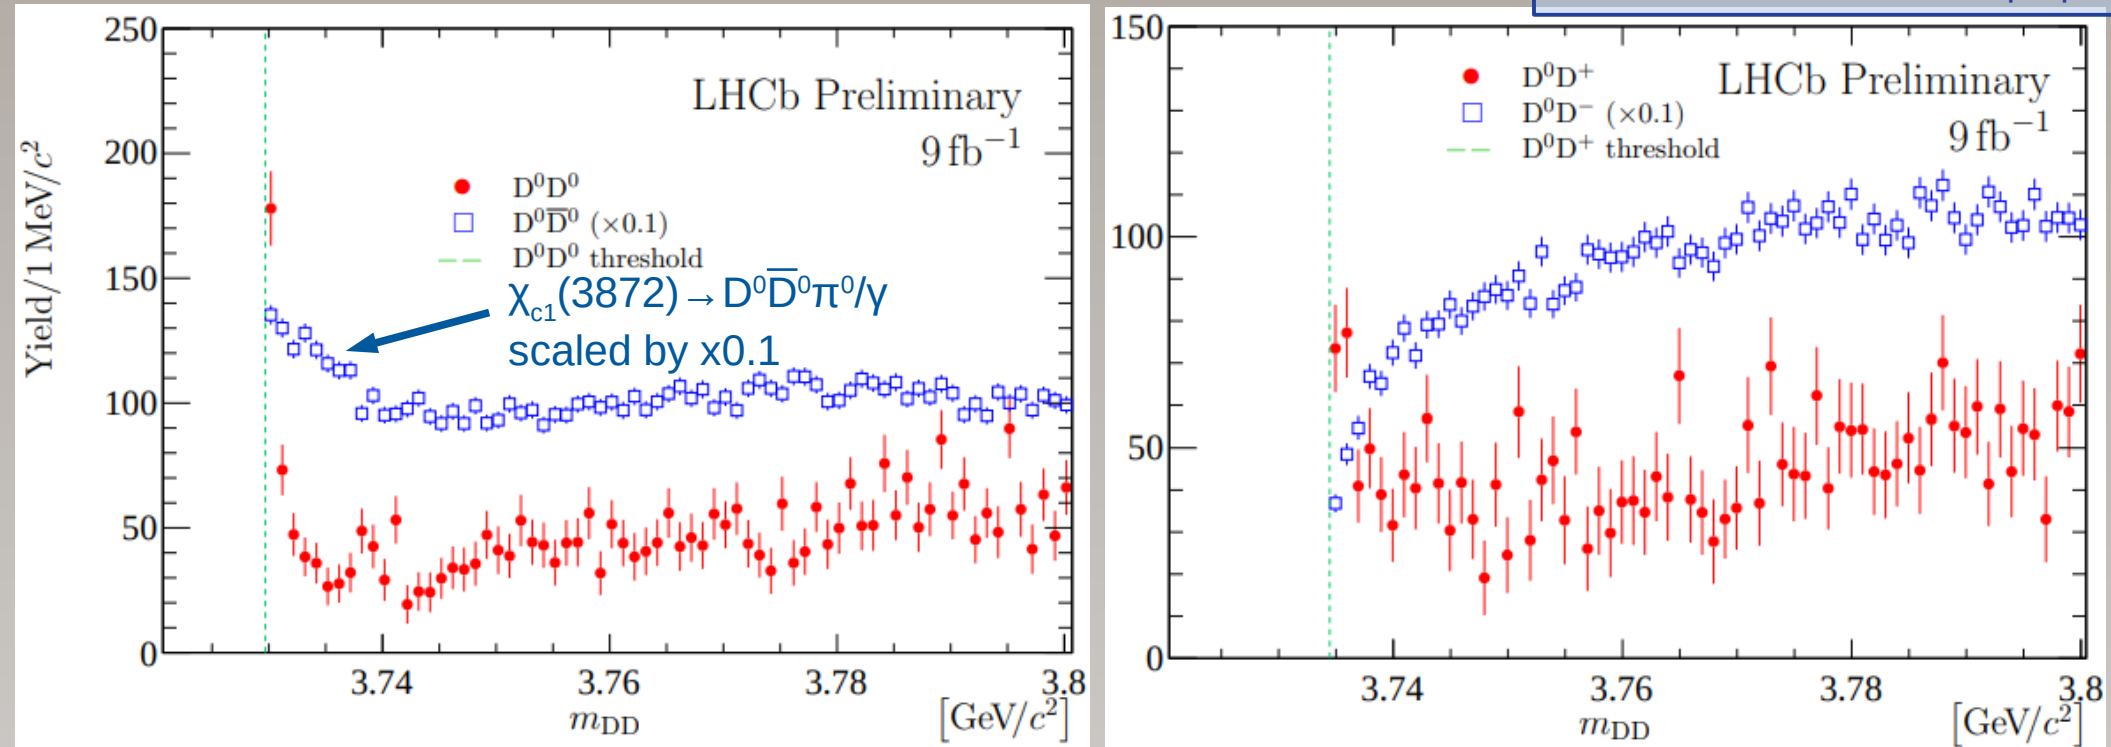 250
200
150
100
50
0
Yield/1 MeV/c²
LHCb Preliminary
9 fb⁻¹
D⁰D⁰
D⁰D̅⁰ (×0.1)
D⁰D⁰ threshold
χc1(3872)→D⁰D̅⁰π⁰/γ
scaled by x0.1
3.74 3.76 3.78 3.8
mDD [GeV/c²]
150
100
50
0
D⁰D⁺
LHCb Preliminary
D⁰D⁻ (×0.1)
9 fb⁻¹
D⁰D⁺ threshold
3.74 3.76 3.78 3.8
mDD [GeV/c²]